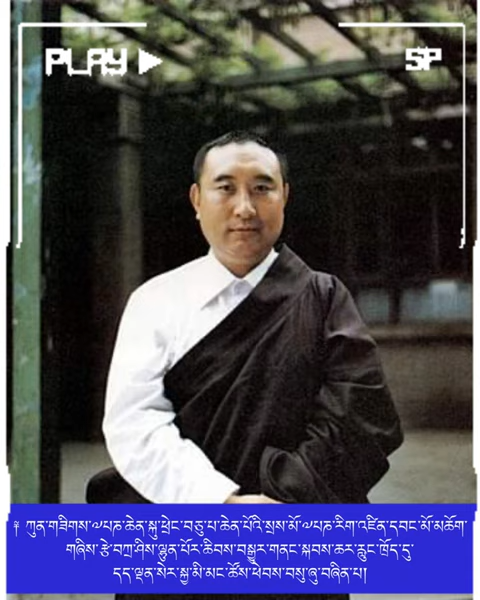 PLAY
SP
༈ ཀུན་གཟིགས་༧པཎ་ཆེན་སྐུ་ཕྲེང་བཅུ་པ་ཆེན་པོའི་སྲས་མོ་༧པཎ་རིག་འཛིན་དབང་མོ་མཆོག་
གཞིས་རྩེ་བཀྲ་ཤིས་ལྷུན་པོར་ཆིབས་བསྒྱུར་གནང་སྐབས་ཆར་རླུང་ཁྲོད་དུ་
དད་ལྡན་སེར་སྐྱ་མི་མང་ཚོས་ཕེབས་བསུ་ཞུ་བཞིན་པ།